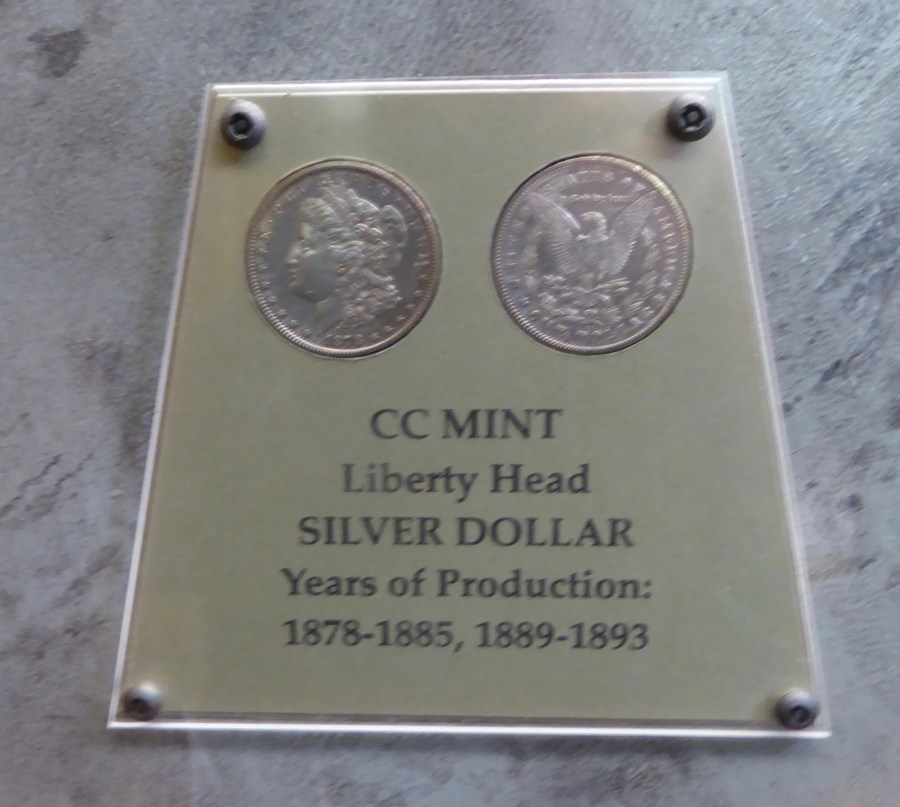 CC MINT
Liberty Head
SILVER DOLLAR
Years of Production:
1878-1885, 1889-1893